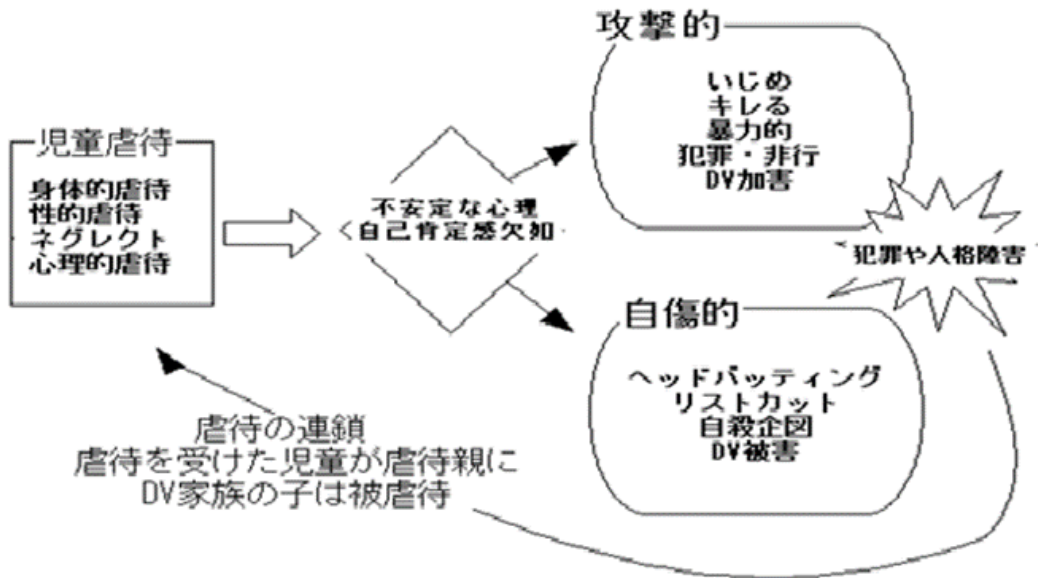 児童虐待
身体的虐待
性的虐待
ネグレクト
心理的虐待
不安定な心理
自己肯定感欠如
攻撃的
いじめ
キレる
暴力的
犯罪・非行
DV加害
犯罪や人格障害
自傷的
ヘッドバッティング
リストカット
自殺企図
DV被害
虐待の連鎖
虐待を受けた児童が虐待親に
DV家族の子は被虐待